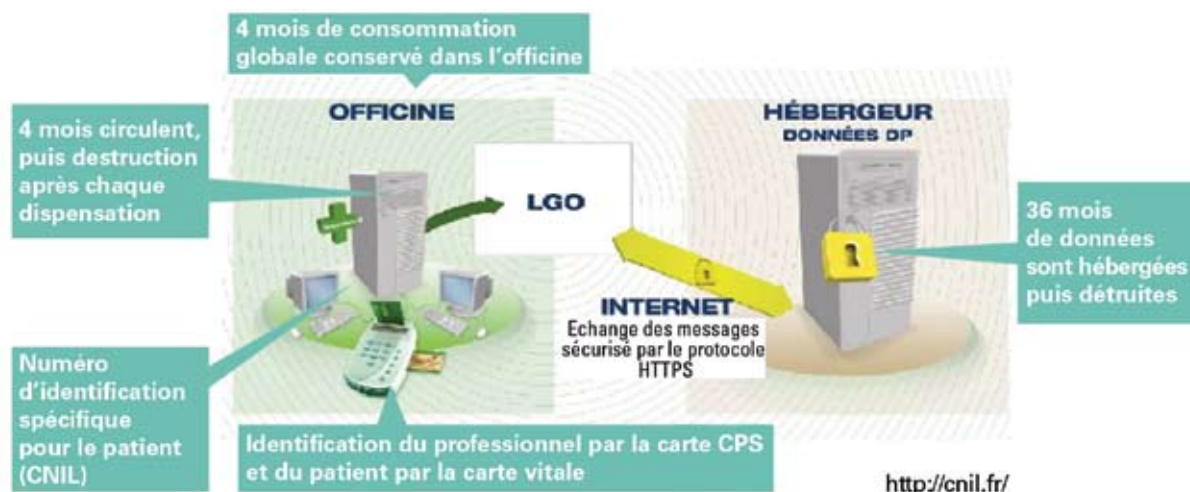 4 mois de consommation
globale conservé dans l'officine
OFFICINE
HÉBERGEUR
DONNÉES DP
4 mois circulent,
puis destruction
après chaque
dispensation
LGO
36 mois
de données
sont hébergées
puis détruites
INTERNET
Echange des messages
sécurisé par le protocole
HTTPS
Numéro
d'identification
spécifique
pour le patient
(CNIL)
Identification du professionnel par la carte CPS
et du patient par la carte vitale
http://cnil.fr/